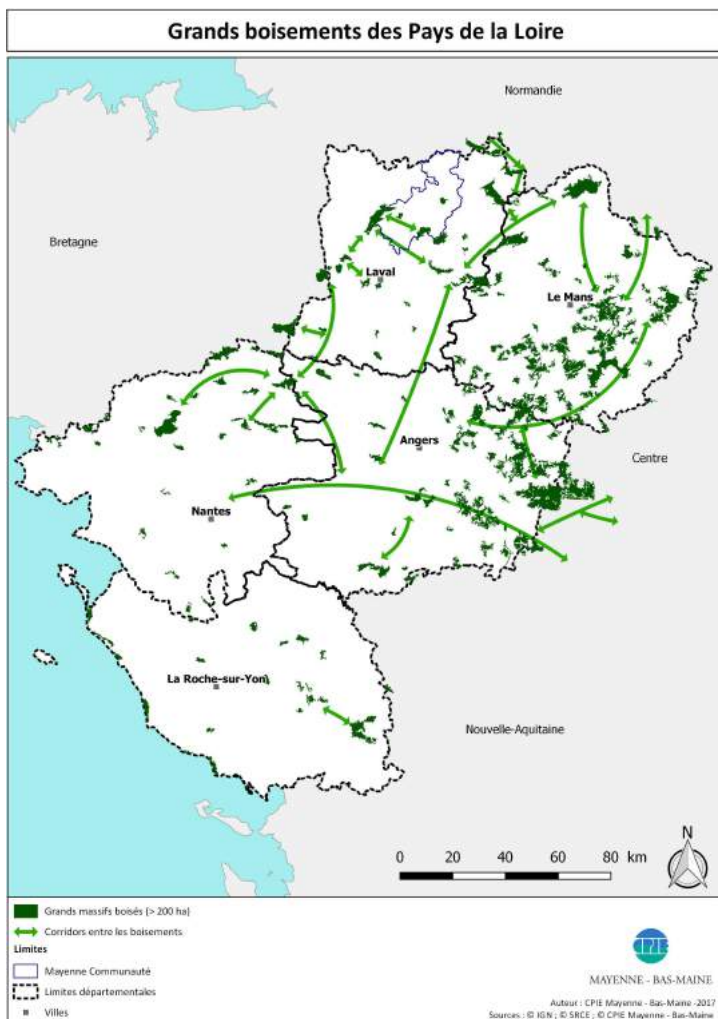 Grands boisements des Pays de la Loire
Normandie
Bretagne
Laval
Le Mans
Angers
Centre
Nantes
La Roche-sur-Yon
Nouvelle-Aquitaine
N
0 20 40 60 80 km
Grands massifs boisés (> 200 ha)
Corridors entre les boisements
Limites
Mayenne Communauté
Limites départementales
Villes
CPIE
MAYENNE - BAS-MAINE
Auteur : CPIE Mayenne - Bas-Maine -2017
Sources : © IGN ; © SRCE ; © CPIE Mayenne - Bas-Maine